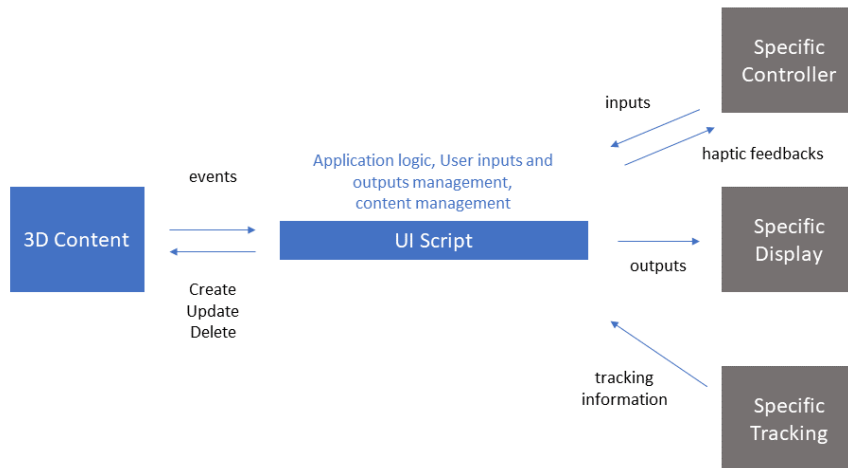 Specific
Controller
inputs
haptic feedbacks
events
Application logic, User inputs and
outputs management,
content management
3D Content
UI Script
Specific
Display
outputs
Create
Update
Delete
tracking
information
Specific
Tracking